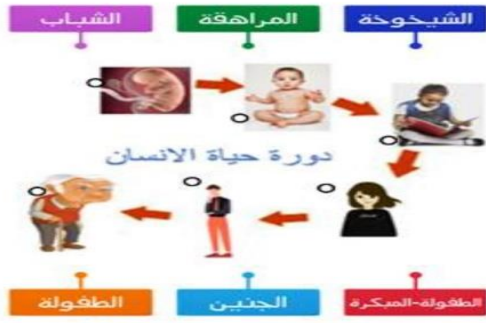 الشيخوخة
المراهقة
الشباب
دورة حياة الانسان
الطفولة-المبكرة
الجنين
الطفولة